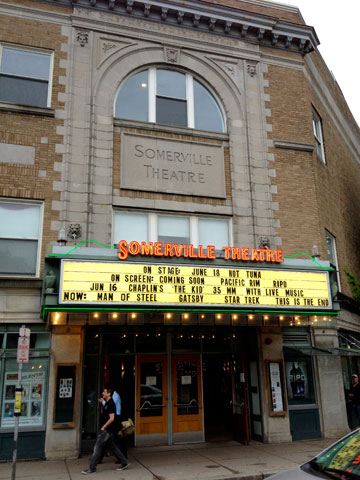 SOMERVILLE
THEATRE
SOMERVILLE THEATRE
ON STAGE: JUNE 18 HOT TUNA
ON SCREEN: COMING SOON PACIFIC RIM RIPD
JUN 16 CHAPLIN'S THE KID 35 MM WITH LIVE MUSIC
NOW: MAN OF STEEL GATSBY STAR TREK THIS IS THE END